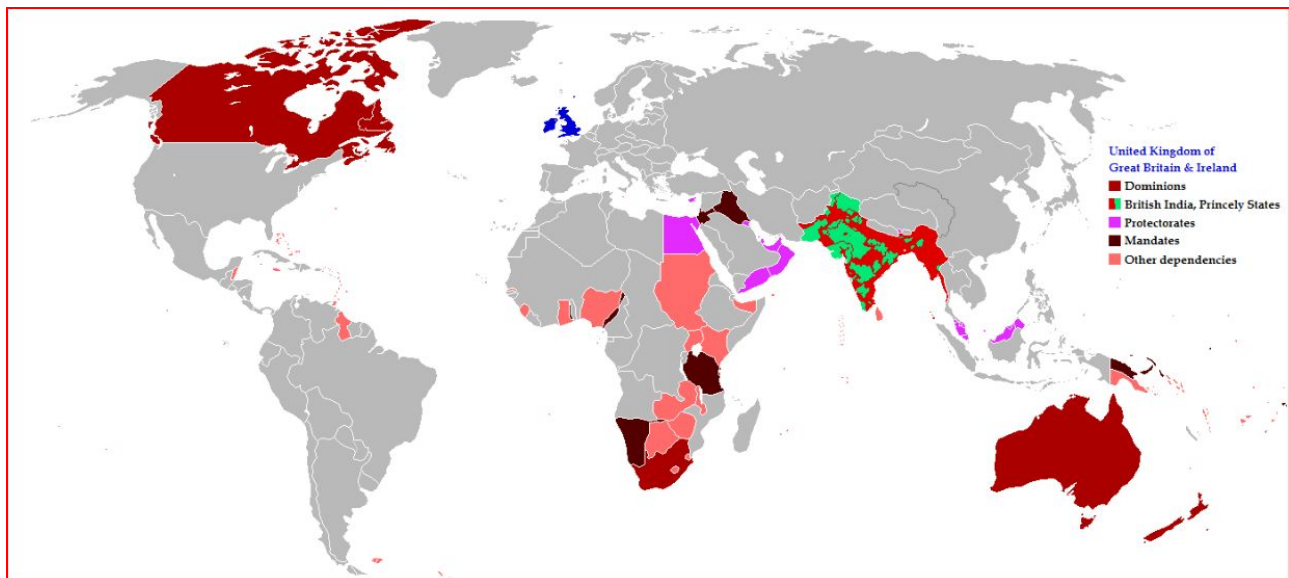 United Kingdom of
Great Britain & Ireland
Dominions
British India, Princely States
Protectorates
Mandates
Other dependencies